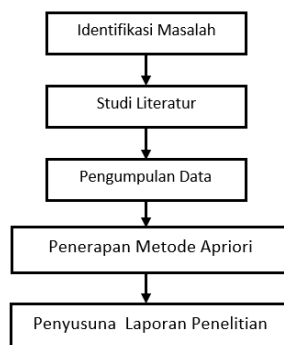 Identifikasi Masalah
Studi Literatur
Pengumpulan Data
Penerapan Metode Apriori
Penyusuna  Laporan Penelitian